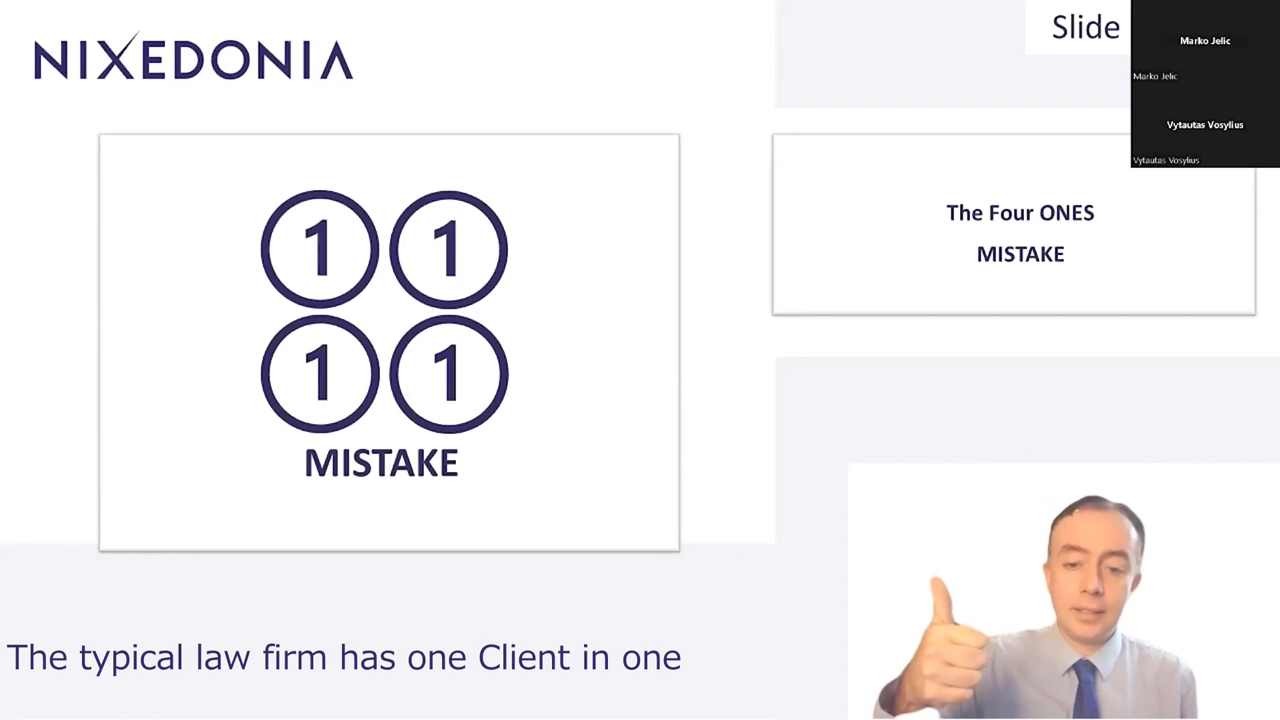 NIXEDONIA
Slide
Marko Jelic
Marko Jelic
Vytautas Vosylius
Vytautas Vosylius
1 1
1 1
MISTAKE
The Four ONES
MISTAKE
The typical law firm has one Client in one